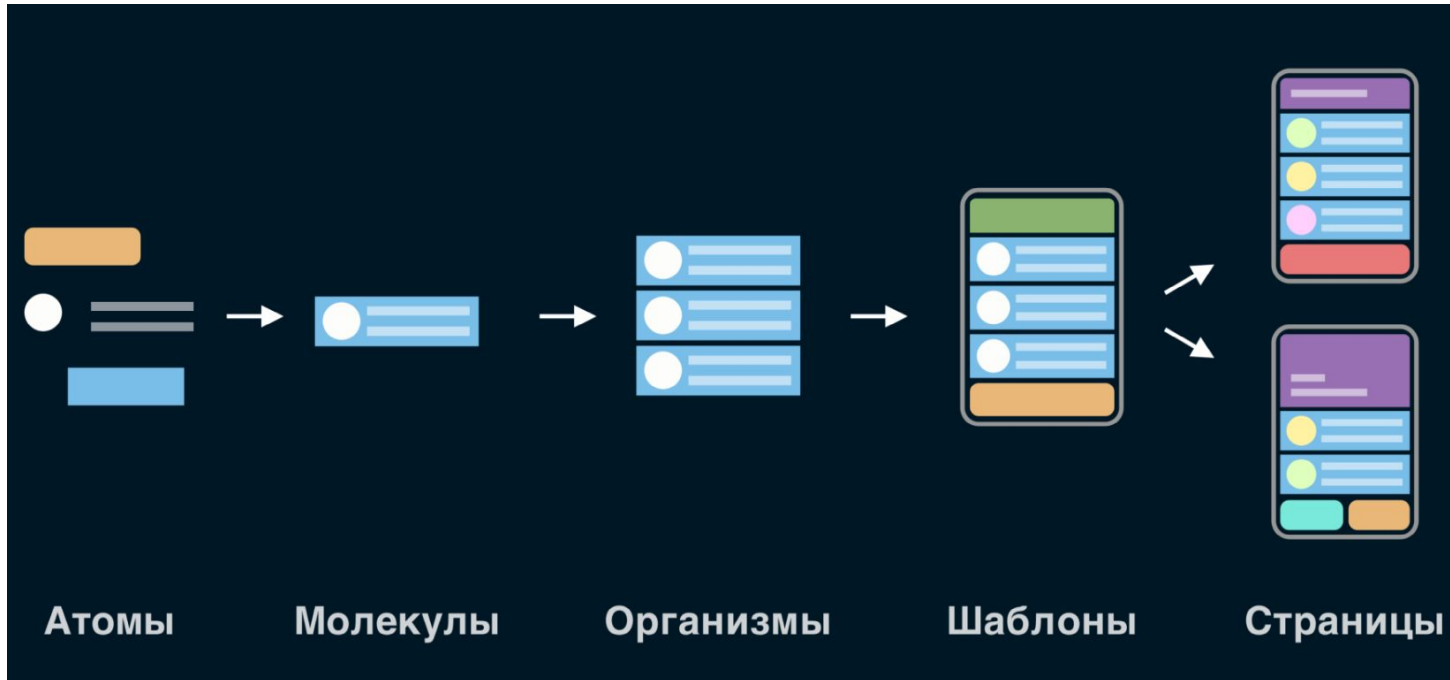 Атомы
Молекулы
Организмы
Шаблоны
Страницы